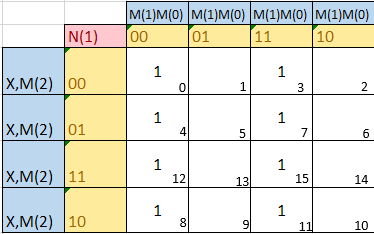 M(1)M(0) M(1)M(0) M(1)M(0) M(1)M(0)
N(1) 00 01 11 10
X,M(2) 00 1 0 1 1 3 2
X,M(2) 01 1 4 5 1 7 6
X,M(2) 11 1 12 13 1 15 14
X,M(2) 10 1 8 9 1 11 10